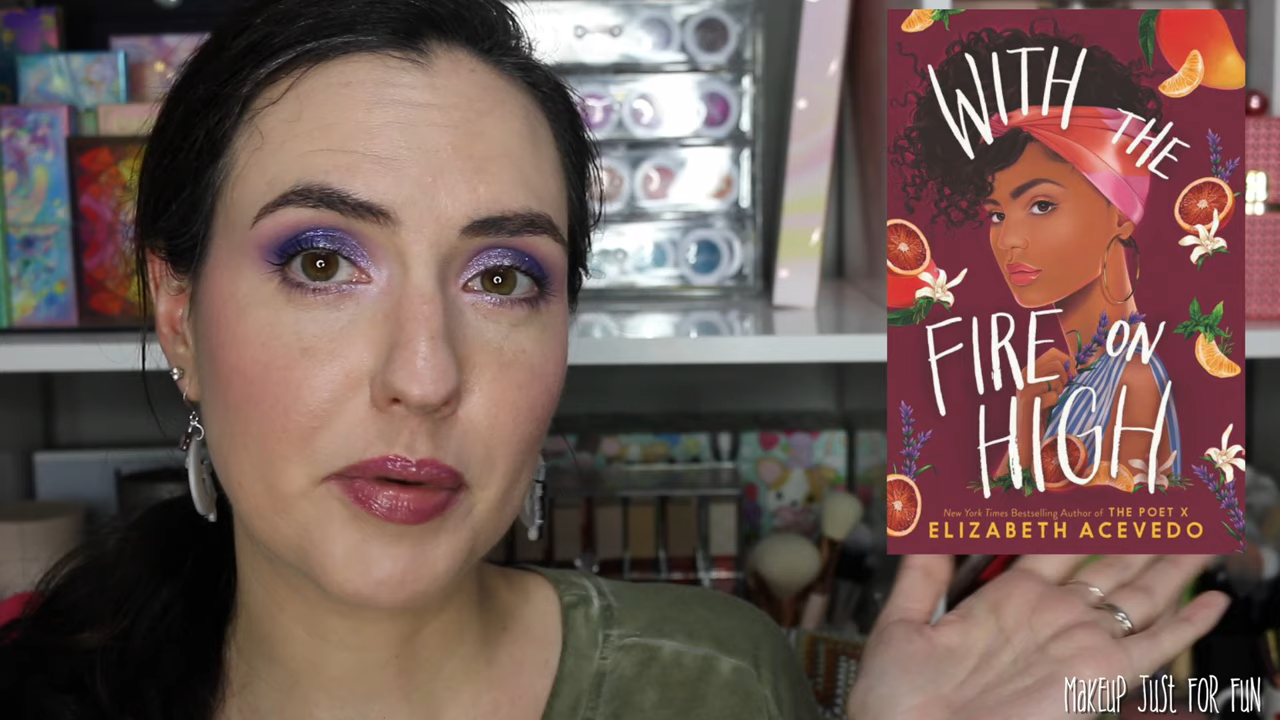 WITH
THE
FIRE ON
HIGH
New York Times Bestselling Author of THE POET X
ELIZABETH ACEVEDO
MAKEUP JUST FOR FUN